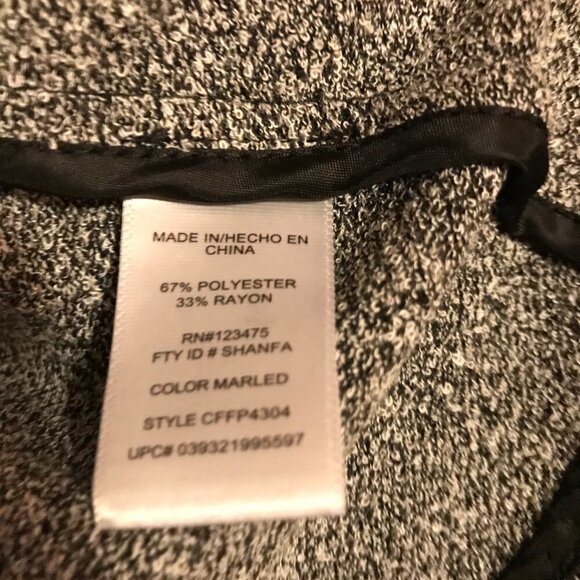 MADE IN/HECHO EN
CHINA
67% POLYESTER
33% RAYON
RN#123475
FTY ID # SHANFA
COLOR MARLED
STYLE CFFP4304
UPC# 039321995597